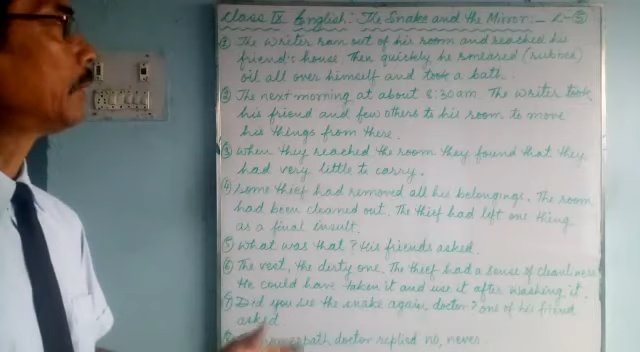 Class IX English:- The Snake and the Mirror:- L-⑤
① The writer ran out of his room and reached his
friend's house. Then quickly he smeared (rubbed)
oil all over himself and took a bath.
② The next morning at about 8:30 am. The writer took
his friend and few others to his room to move
his things from there.
③ When they reached the room they found that they
had very little to carry.
④ Some thief had removed all his belongings. The room
had been cleaned out. The thief had left one thing
as a final insult.
⑤ What was that? His friends asked.
⑥ The vest, the dirty one. The thief had a sense of cleanliness
He could have taken it and use it after washing it.
⑦ Did you see the snake again, doctor? one of his friend
asked
doctor replied no, never.